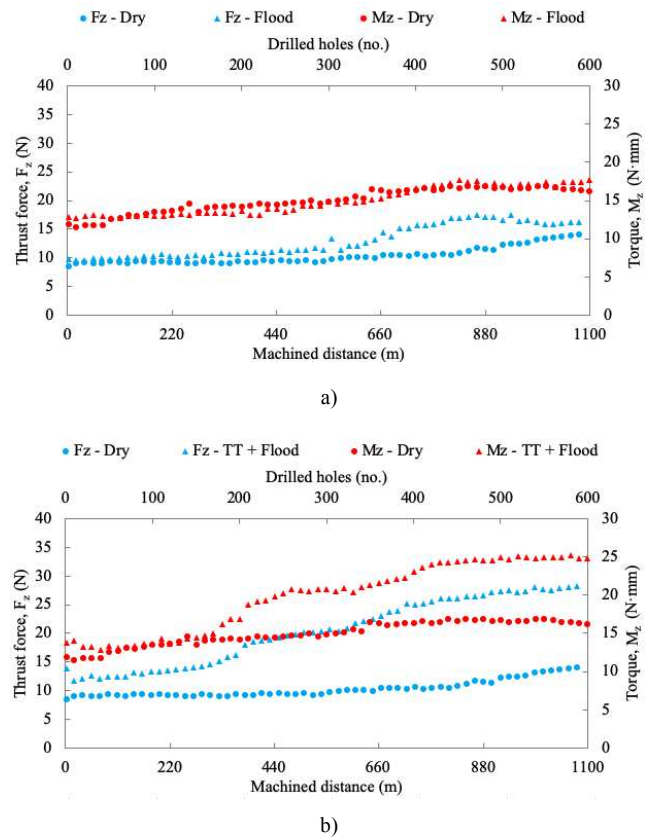 Fz - Dry Fz - Flood Mz - Dry Mz - Flood
Drilled holes (no.)
0 100 200 300 400 500 600
40 30
35 25
30
25 20
20 15
15 10
10
5 5
0 0
Thrust force, Fz (N)
Torque, Mz (N·mm)
0 220 440 660 880 1100
Machined distance (m)
a)
Fz - Dry Fz - TT + Flood Mz - Dry Mz - TT + Flood
Drilled holes (no.)
0 100 200 300 400 500 600
40 30
35 25
30
25 20
20 15
15 10
10
5 5
0 0
Thrust force, Fz (N)
Torque, Mz (N·mm)
0 220 440 660 880 1100
Machined distance (m)
b)